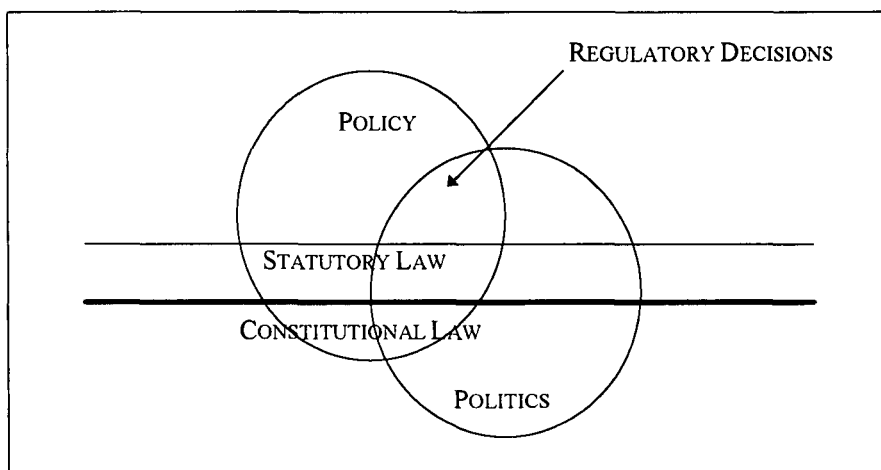 REGULATORY DECISIONS
POLICY
STATUTORY LAW
CONSTITUTIONAL LAW
POLITICS